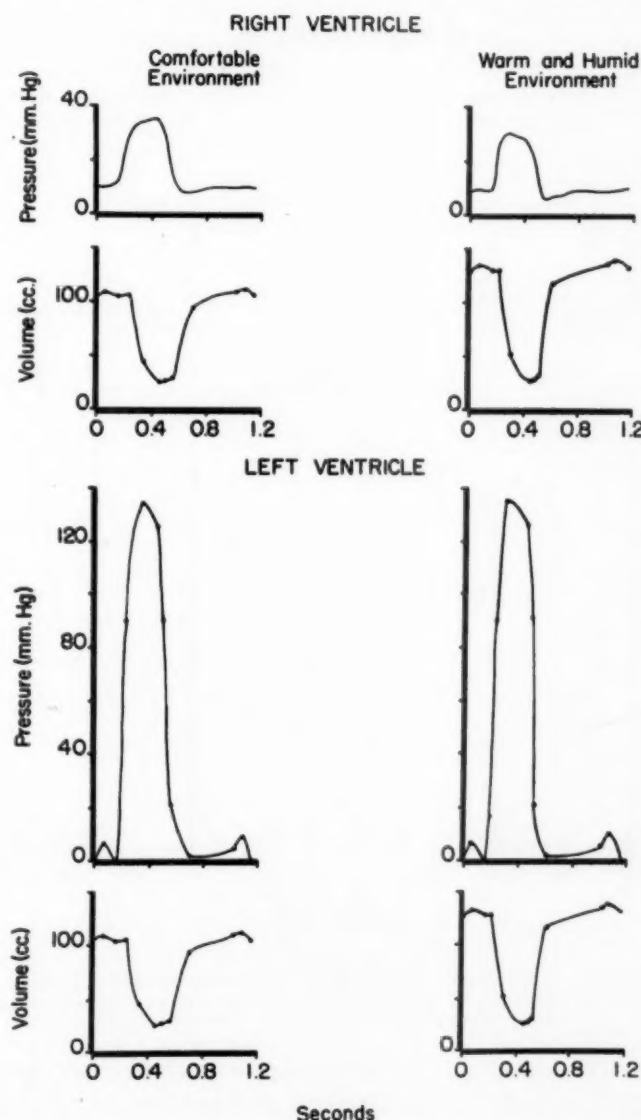 RIGHT VENTRICLE
Comfortable
Environment
Warm and Humid
Environment
Pressure (mm. Hg)
40
0
0
Volume (cc.)
100
0
0
0 0.4 0.8 1.2
0 0.4 0.8 1.2
LEFT VENTRICLE
Pressure (mm. Hg)
120
80
40
0
0
Volume (cc.)
100
0
0
0 0.4 0.8 1.2
0 0.4 0.8 1.2
Seconds